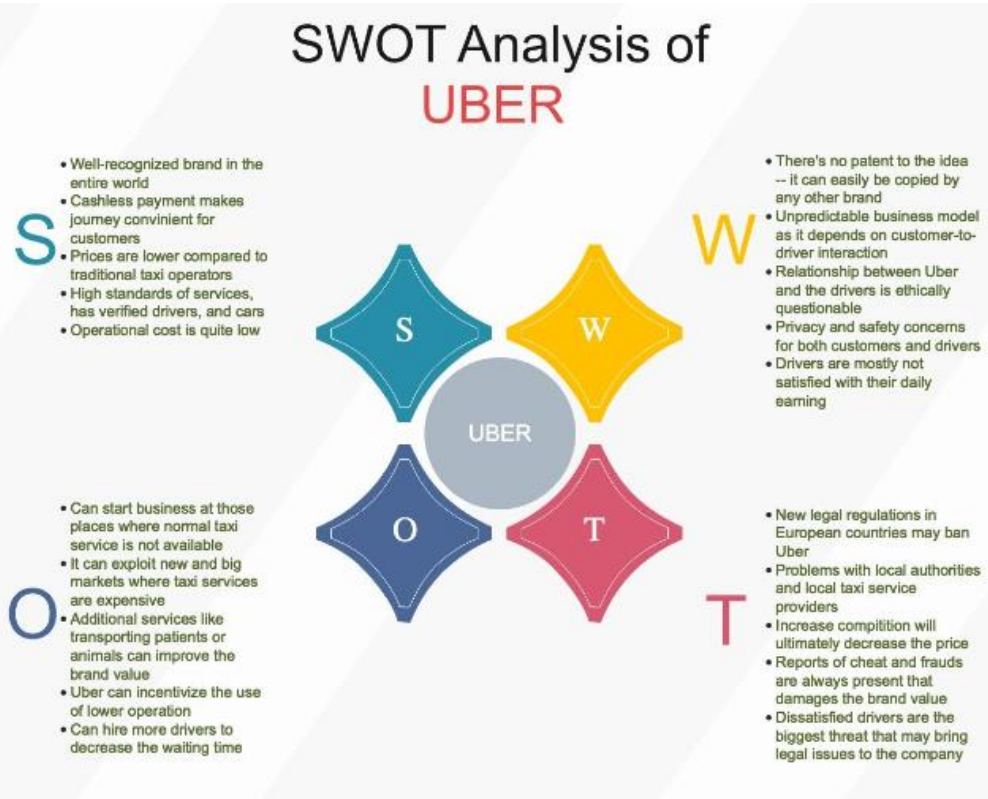 SWOT Analysis of
UBER
• Well-recognized brand in the
entire world
• Cashless payment makes
journey convinient for
customers
• Prices are lower compared to
traditional taxi operators
• High standards of services,
has verified drivers, and cars
• Operational cost is quite low
S
• There's no patent to the idea
-- it can easily be copied by
any other brand
• Unpredictable business model
as it depends on customer-to-
driver interaction
• Relationship between Uber
and the drivers is ethically
questionable
• Privacy and safety concerns
for both customers and drivers
• Drivers are mostly not
satisfied with their daily
earning
W
S
W
UBER
O
T
• Can start business at those
places where normal taxi
service is not available
• It can exploit new and big
markets where taxi services
are expensive
• Additional services like
transporting patients or
animals can improve the
brand value
• Uber can incentivize the use
of lower operation
• Can hire more drivers to
decrease the waiting time
O
• New legal regulations in
European countries may ban
Uber
• Problems with local authorities
and local taxi service
providers
• Increase compitition will
ultimately decrease the price
• Reports of cheat and frauds
are always present that
damages the brand value
• Dissatisfied drivers are the
biggest threat that may bring
legal issues to the company
T